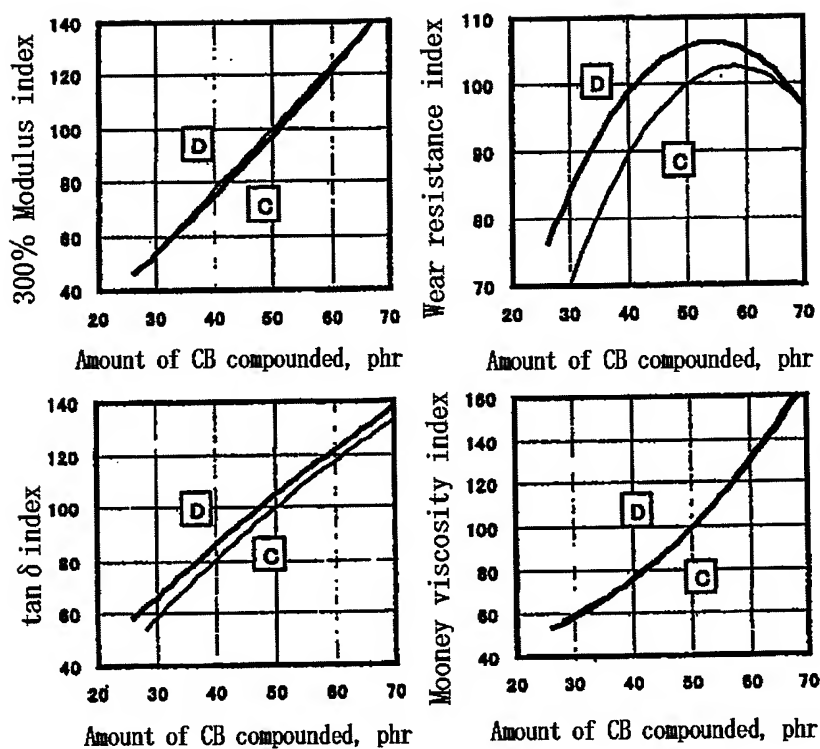 300% Modulus index
140
120
100
80
60
40
D
C
20 30 40 50 60 70
Amount of CB compounded, phr
Wear resistance index
110
100
90
80
70
D
C
20 30 40 50 60 70
Amount of CB compounded, phr
tan δ index
140
120
100
80
60
40
D
C
20 30 40 50 60 70
Amount of CB compounded, phr
Mooney viscosity index
160
140
120
100
80
60
40
D
C
20 30 40 50 60 70
Amount of CB compounded, phr